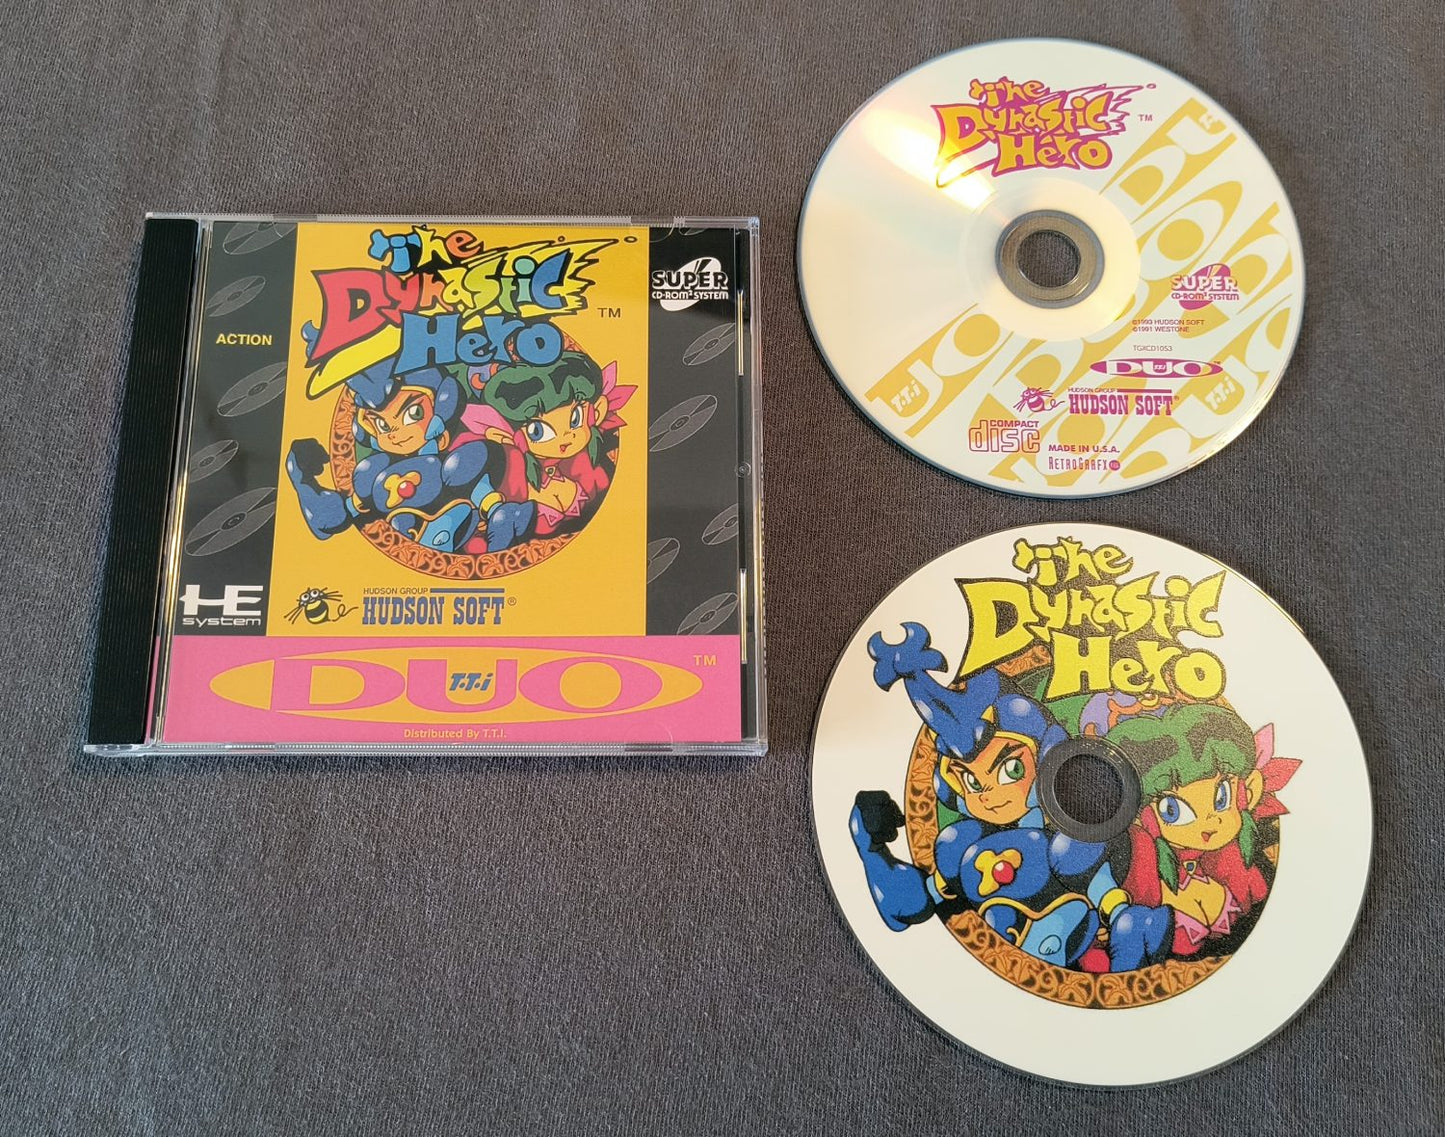 The
Dynastic
Hero
TM
SUPER
CD-ROM² SYSTEM
ACTION
HE
system
HUDSON GROUP
HUDSON SOFT®
DUO
T.T.i
TM
Distributed By T.T.I.
The
Dynastic
Hero
TM
SUPER
CD-ROM² SYSTEM
©1993 HUDSON SOFT
©1991 WESTONE
TGXCD1053
DUO
T.T.i
HUDSON GROUP
HUDSON SOFT®
COMPACT
disc
MADE IN U.S.A.
RETROGRAFX
T.T.i
T.T.i
The
Dynastic
Hero